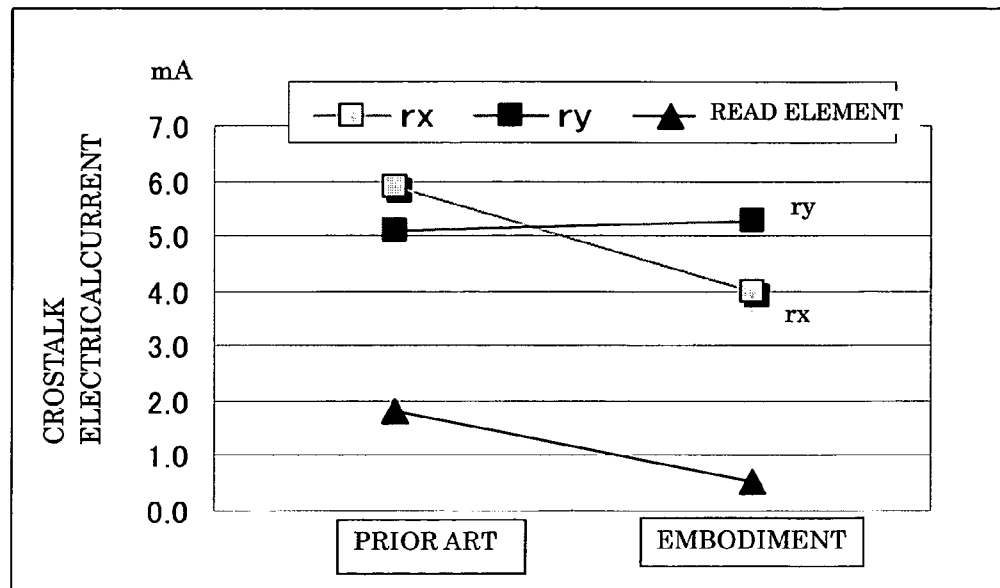 mA
rx ry READ ELEMENT
7.0
6.0
5.0
4.0
3.0
2.0
1.0
0.0
CROSTALK
ELECTRICALCURRENT
ry
rx
PRIOR ART EMBODIMENT